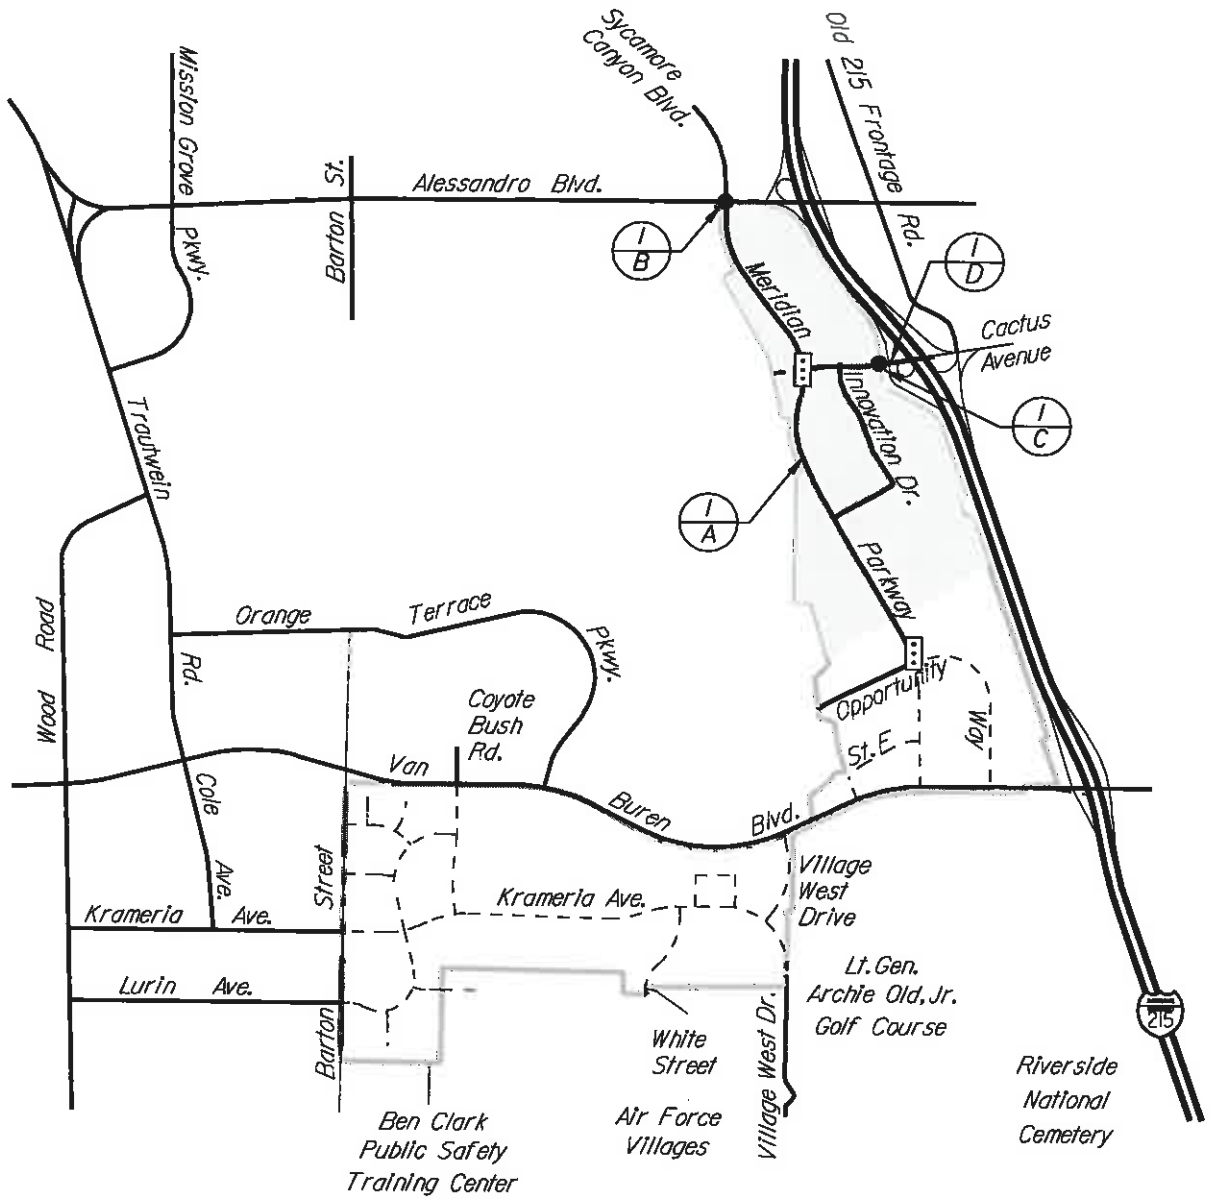 Sycamore
Canyon Blvd.
Old 215 Frontage Rd.
Mission Grove Pkwy.
Barton St.
Alessandro Blvd.
I
B
I
D
Meridian
Cactus
Avenue
Innovation Dr.
I
C
Trautwein
I
A
Parkway
Orange Terrace Pkwy.
Wood Road
Rd.
Coyote
Bush
Rd.
Opportunity
Way
St. E
Van Buren Blvd.
Cole
Ave.
Street
Village
West
Drive
Krameria Ave.
Krameria Ave.
Lurin Ave.
Barton
Lt. Gen.
Archie Old, Jr.
Golf Course
215
White
Street
Village West Dr.
Riverside
National
Cemetery
Ben Clark
Public Safety
Training Center
Air Force
Villages